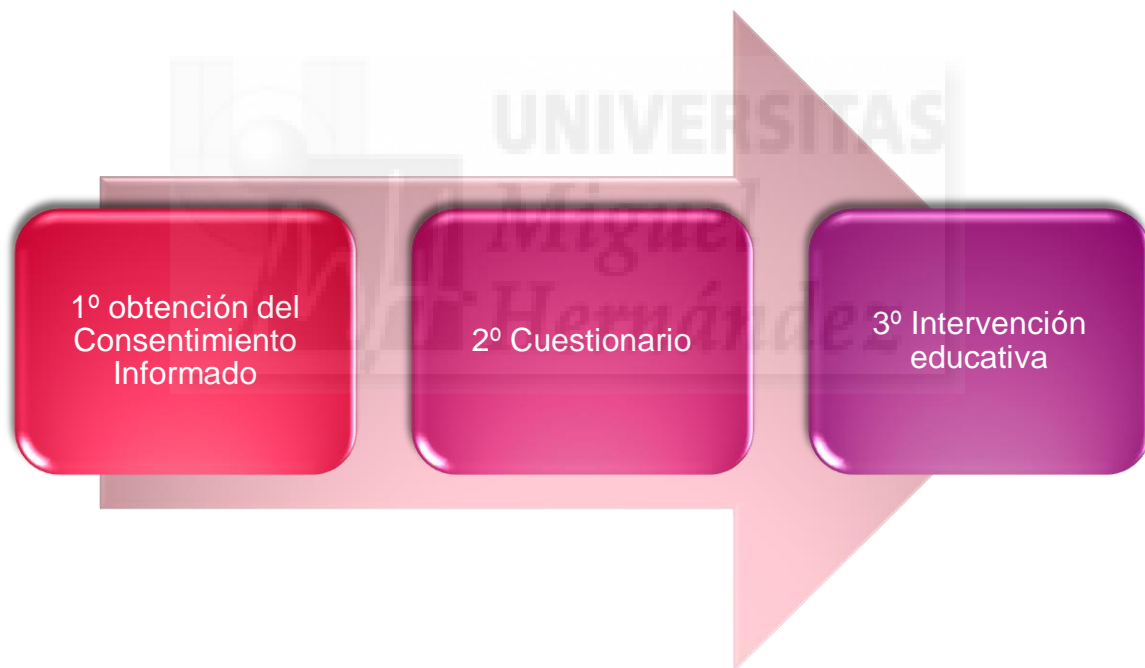 UNIVERSITAS
Miguel
Hernández
1º obtención del
Consentimiento
Informado
2º Cuestionario
3º Intervención
educativa